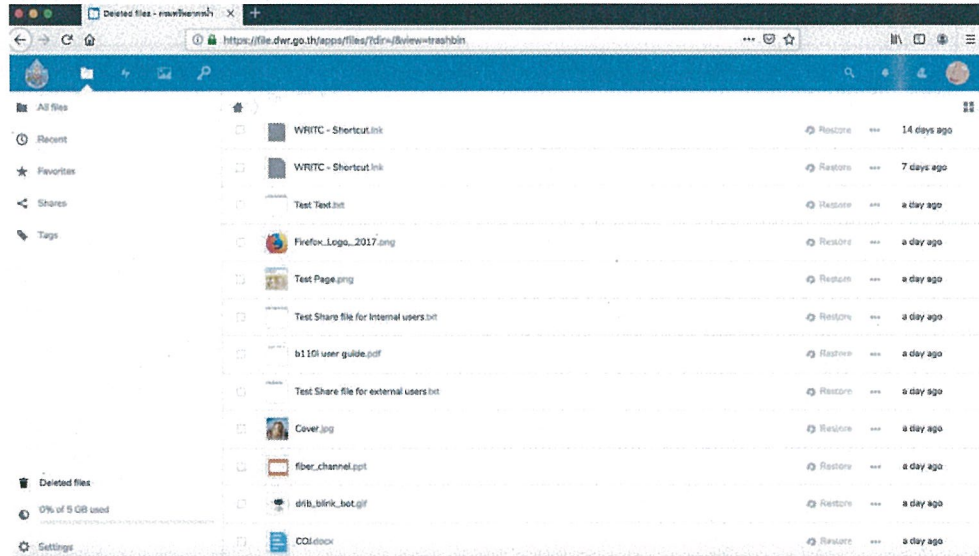 Deleted files - กรมทรัพยากรน้ำ
https://file.dwr.go.th/apps/files/?dir=/&view=trashbin
All files
Recent
Favorites
Shares
Tags
WRITC - Shortcut.lnk Restore 14 days ago
WRITC - Shortcut.lnk Restore 7 days ago
Test Text.txt Restore a day ago
Firefox_Logo,_2017.png Restore a day ago
Test Page.png Restore a day ago
Test Share file for Internal users.txt Restore a day ago
b110i user guide.pdf Restore a day ago
Test Share file for external users.txt Restore a day ago
Cover.jpg Restore a day ago
fiber_channel.ppt Restore a day ago
drib_blink_bot.gif Restore a day ago
COJ.docx Restore a day ago
Deleted files
0% of 5 GB used
Settings